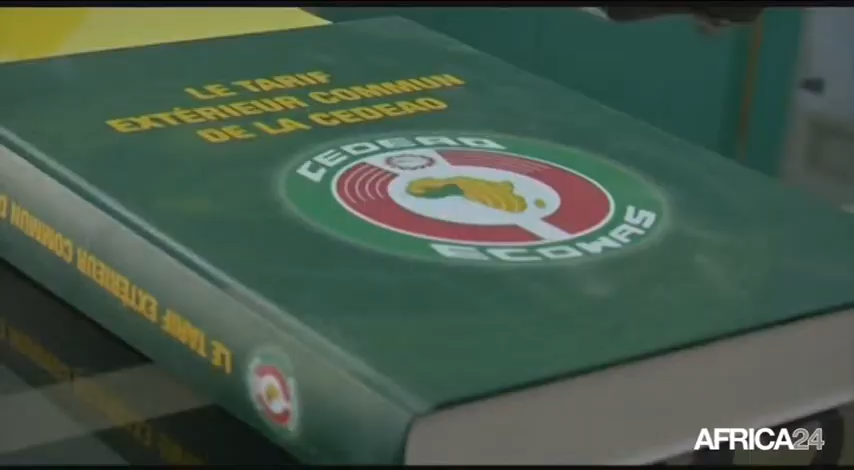 LE TARIF
EXTÉRIEUR COMMUN
DE LA CEDEAO
CEDEAO
ECOWAS
LE TARIF EXTÉRIEUR COMMUN
AFRICA24